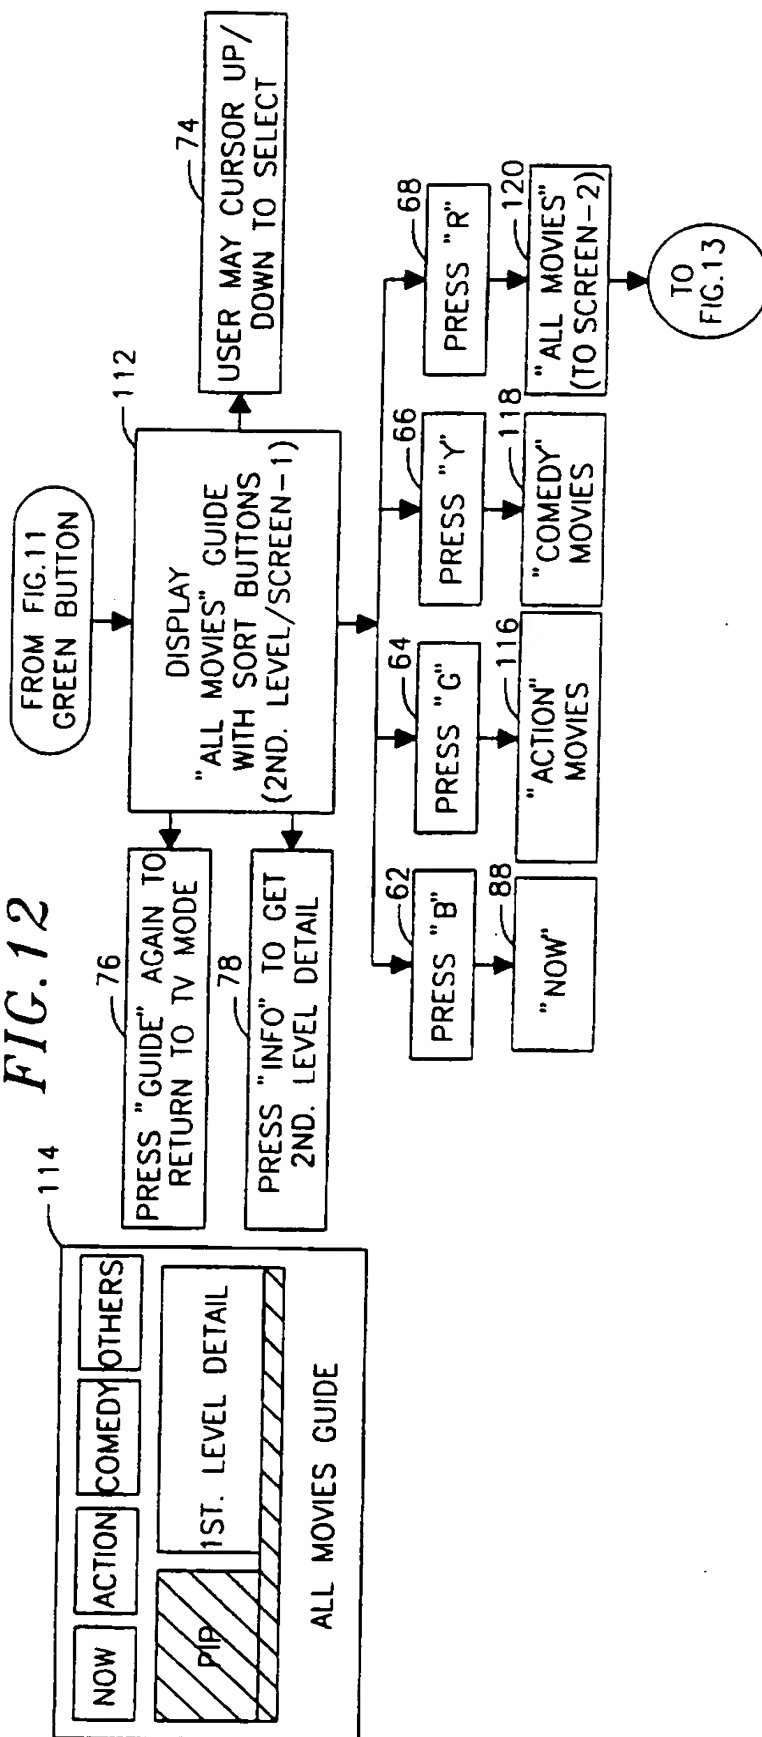 FIG.12
114
NOW
ACTION
COMEDY
OTHERS
PIP
1ST. LEVEL DETAIL
ALL MOVIES GUIDE
FROM FIG.11
GREEN BUTTON
76
PRESS "GUIDE" AGAIN TO
RETURN TO TV MODE
78
PRESS "INFO" TO GET
2ND. LEVEL DETAIL
112
DISPLAY
"ALL MOVIES" GUIDE
WITH SORT BUTTONS
(2ND. LEVEL/SCREEN-1)
74
USER MAY CURSOR UP/
DOWN TO SELECT
62
PRESS "B"
64
PRESS "G"
66
PRESS "Y"
68
PRESS "R"
88
"NOW"
116
"ACTION"
MOVIES
118
"COMEDY"
MOVIES
120
"ALL MOVIES"
(TO SCREEN-2)
TO
FIG.13